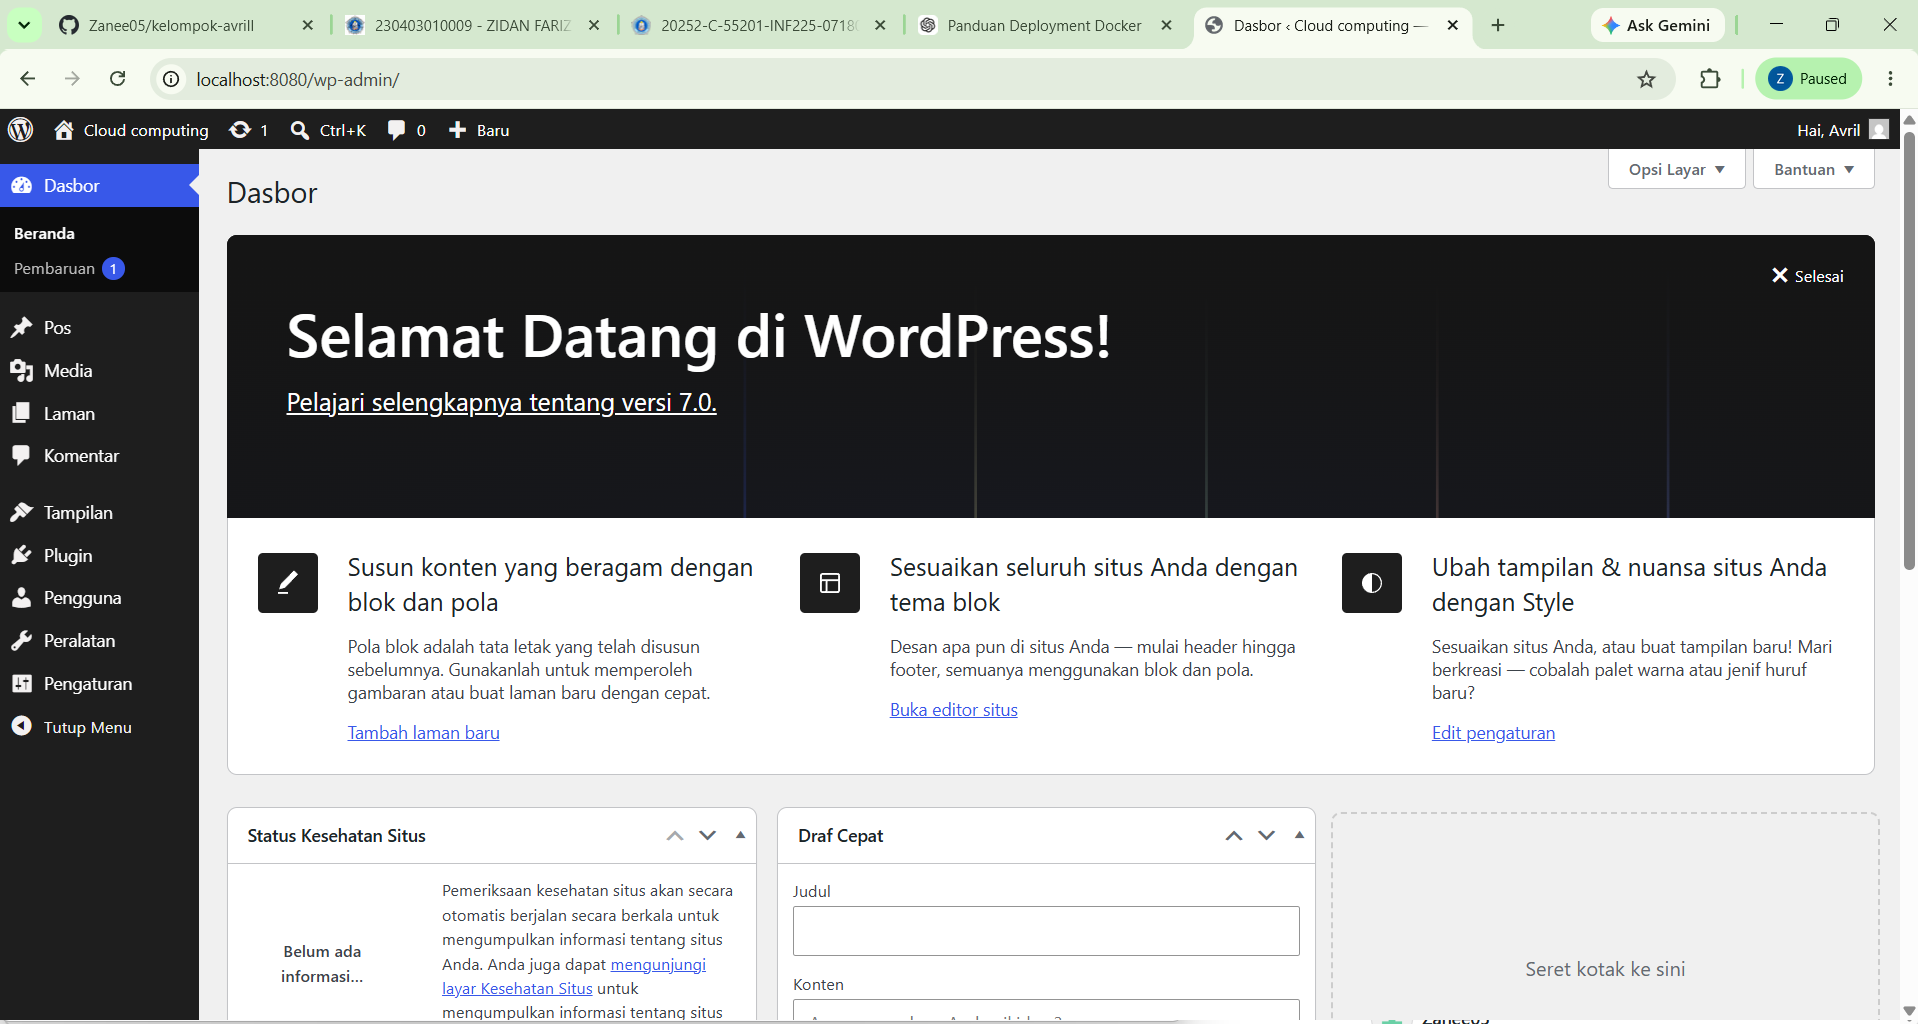 Zanee05/kelompok-avrill
230403010009 - ZIDAN FARIZ
20252-C-55201-INF225-0718
Panduan Deployment Docker
Dasbor ‹ Cloud computing —
Ask Gemini
localhost:8080/wp-admin/
Z Paused
Cloud computing 1 Ctrl+K 0 Baru
Hai, Avril
Dasbor
Beranda
Pembaruan 1
Pos
Media
Laman
Komentar
Tampilan
Plugin
Pengguna
Peralatan
Pengaturan
Tutup Menu
Opsi Layar
Bantuan
Dasbor
Selesai
Selamat Datang di WordPress!
Pelajari selengkapnya tentang versi 7.0.
Susun konten yang beragam dengan
blok dan pola
Pola blok adalah tata letak yang telah disusun
sebelumnya. Gunakanlah untuk memperoleh
gambaran atau buat laman baru dengan cepat.
Tambah laman baru
Sesuaikan seluruh situs Anda dengan
tema blok
Desan apa pun di situs Anda — mulai header hingga
footer, semuanya menggunakan blok dan pola.
Buka editor situs
Ubah tampilan & nuansa situs Anda
dengan Style
Sesuaikan situs Anda, atau buat tampilan baru! Mari
berkreasi — cobalah palet warna atau jenif huruf
baru?
Edit pengaturan
Status Kesehatan Situs
Belum ada
informasi...
Pemeriksaan kesehatan situs akan secara
otomatis berjalan secara berkala untuk
mengumpulkan informasi tentang situs
Anda. Anda juga dapat mengunjungi
layar Kesehatan Situs untuk
mengumpulkan informasi tentang situs
Draf Cepat
Judul
Konten
Seret kotak ke sini
Zanee05